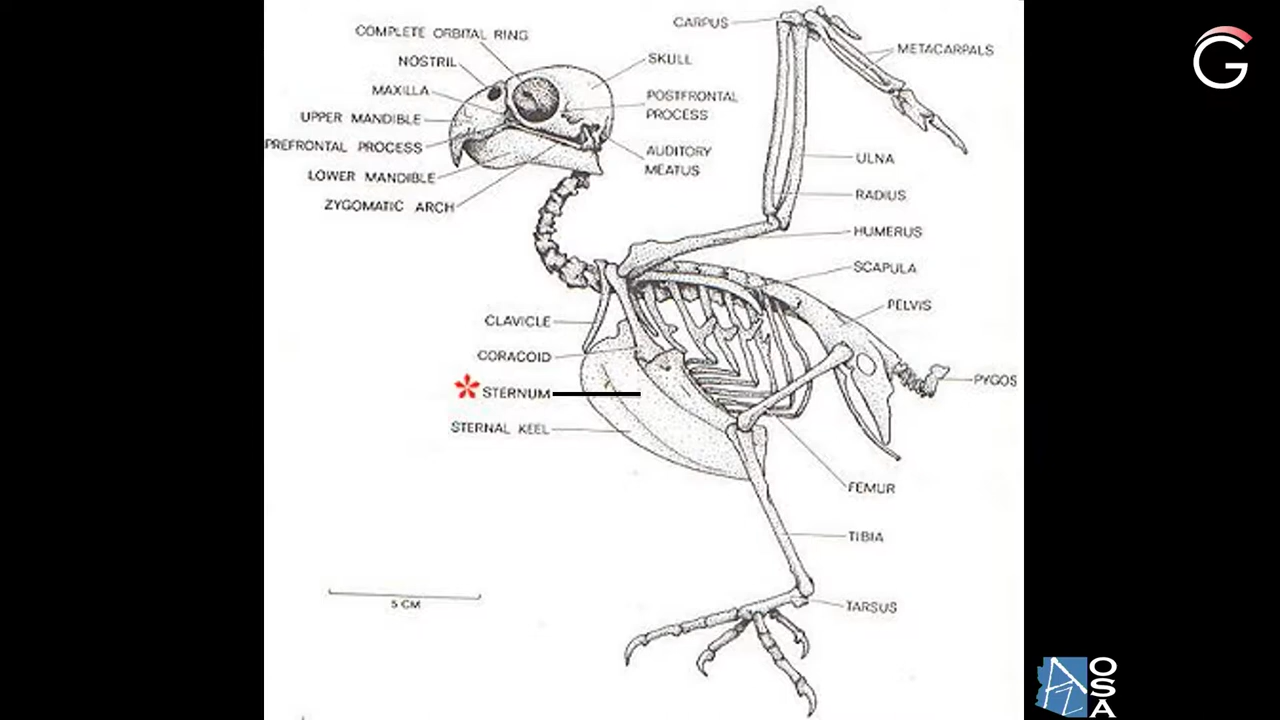 COMPLETE ORBITAL RING
NOSTRIL
MAXILLA
UPPER MANDIBLE
PREFRONTAL PROCESS
LOWER MANDIBLE
ZYGOMATIC ARCH
CARPUS
METACARPALS
SKULL
POSTFRONTAL
PROCESS
AUDITORY
MEATUS
ULNA
RADIUS
HUMERUS
SCAPULA
PELVIS
CLAVICLE
CORACOID
* STERNUM
STERNAL KEEL
PYGOS
FEMUR
TIBIA
TARSUS
5 CM
G
AZ
OSA